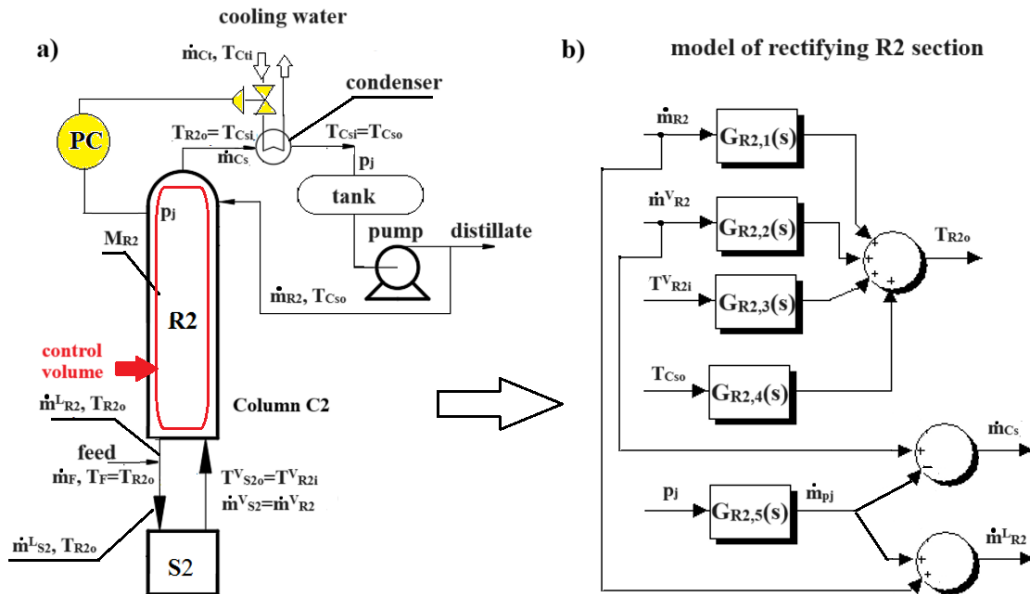 cooling water
a)
ṁCt, TCti
condenser
PC
TR2o= TCsi
TCsi=TCso
ṁCs
pj
tank
pj
pump
distillate
MR2
ṁR2, TCso
R2
control
volume
ṁLR2, TR2o
Column C2
feed
ṁF, TF=TR2o
TVS2o=TVR2i
ṁVS2=ṁVR2
ṁLS2, TR2o
S2
b)
model of rectifying R2 section
ṁR2
GR2,1(s)
ṁVR2
GR2,2(s)
+
+
+
+
TR2o
TVR2i
GR2,3(s)
TCso
GR2,4(s)
ṁCs
+
−
pj
GR2,5(s)
ṁpj
ṁLR2
+
+